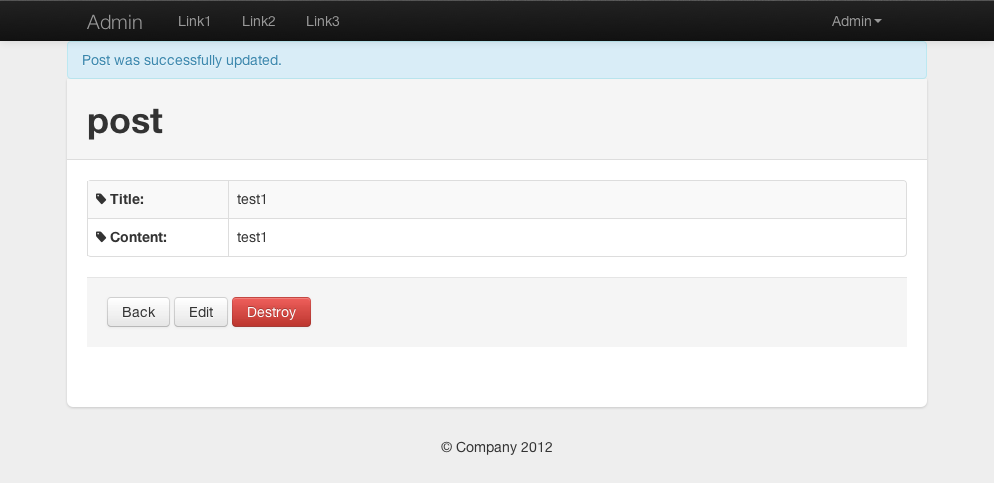 Admin Link1 Link2 Link3 Admin
Post was successfully updated.
post
Title: test1
Content: test1
Back Edit Destroy
© Company 2012